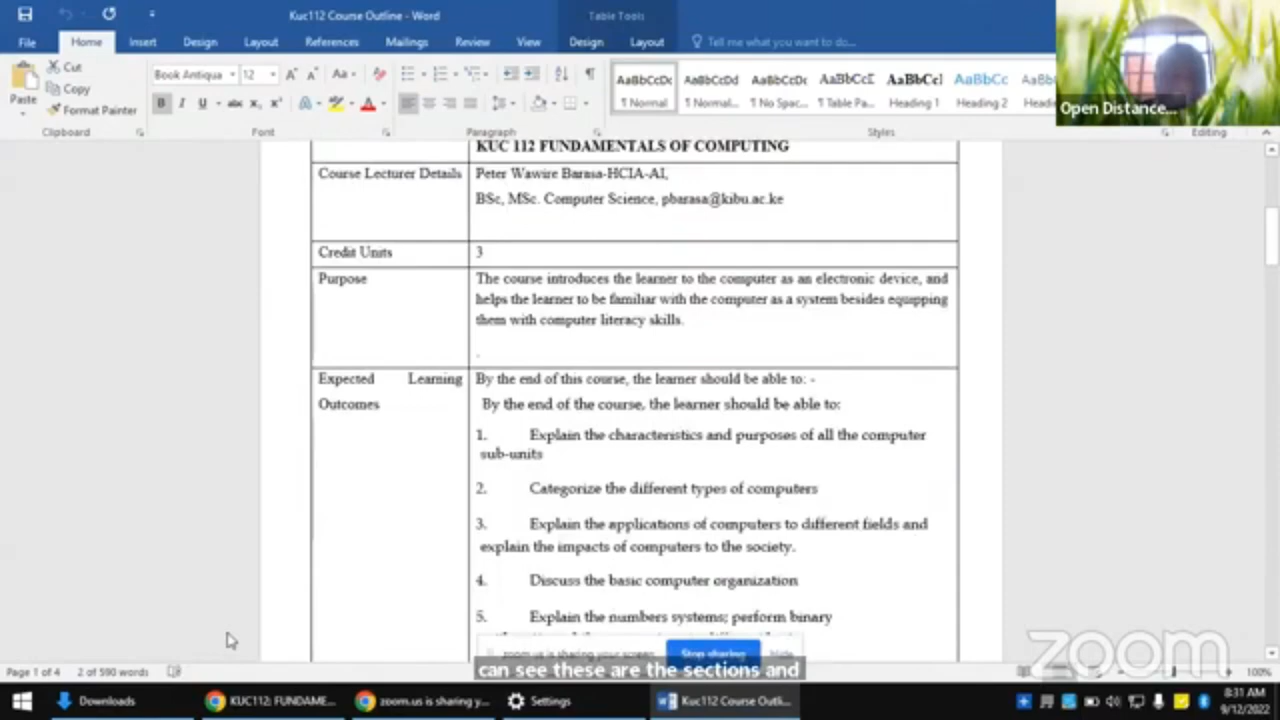 Kuc112 Course Outline - Word
Table Tools
File Home Insert Design Layout References Mailings Review View Design Layout Tell me what you want to do...
Paste
Cut
Copy
Format Painter
Book Antiqua 12
AaBbCcDc AaBbCcDd AaBbCcDc AaBbCcE AaBbCcl AaBbCc
¶ Normal ¶ Normal... ¶ No Spac... ¶ Table Pa... Heading 1 Heading 2
Clipboard Font Paragraph Styles Editing
Open Distance...
KUC 112 FUNDAMENTALS OF COMPUTING
Course Lecturer Details
Peter Wawire Barasa-HCIA-AI,
BSc, MSc. Computer Science, pbarasa@kibu.ac.ke
Credit Units
3
Purpose
The course introduces the learner to the computer as an electronic device, and
helps the learner to be familiar with the computer as a system besides equipping
them with computer literacy skills.
.
Expected Learning
Outcomes
By the end of this course, the learner should be able to: -
By the end of the course, the learner should be able to:
1. Explain the characteristics and purposes of all the computer
sub-units
2. Categorize the different types of computers
3. Explain the applications of computers to different fields and
explain the impacts of computers to the society.
4. Discuss the basic computer organization
5. Explain the numbers systems; perform binary
zoom.us is sharing your screen. Stop sharing Hide
can see these are the sections and
zoom
Page 1 of 4 2 of 590 words
100%
Downloads
KUC112: FUNDAME...
zoom.us is sharing y...
Settings
Kuc112 Course Outli...
8:31 AM
9/12/2022